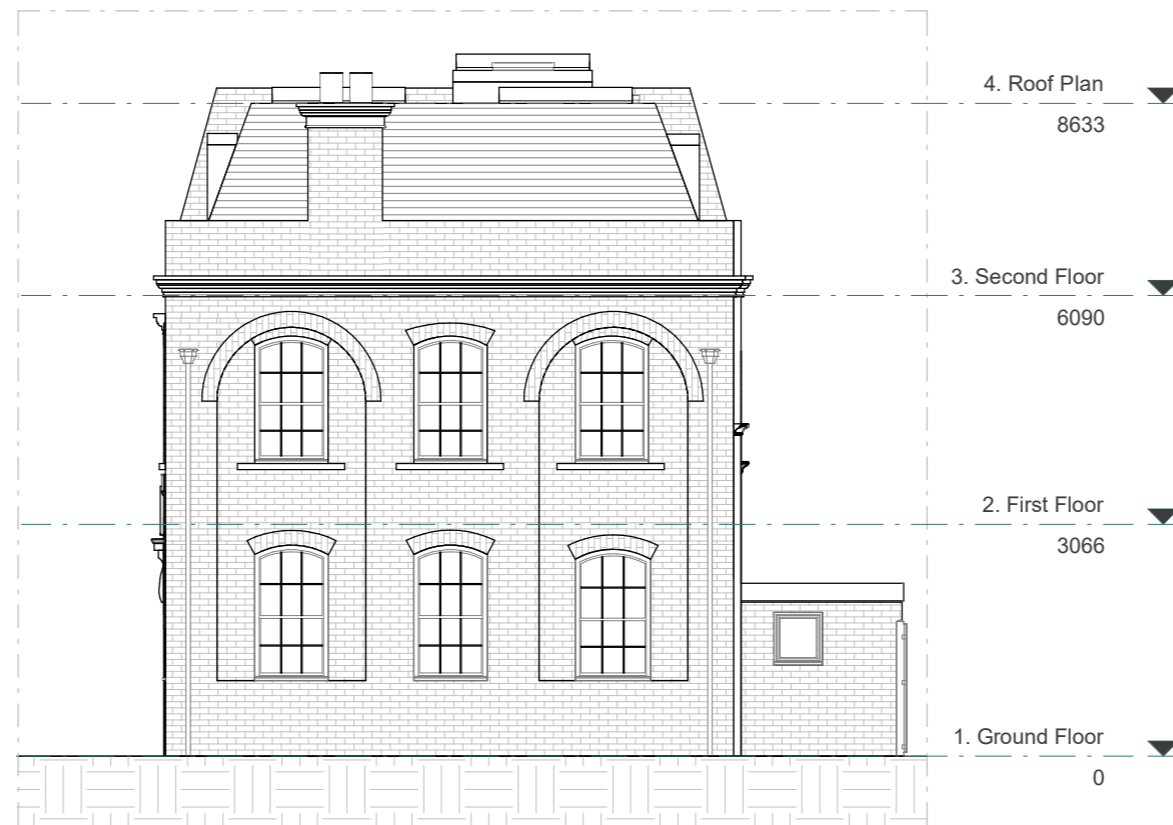 4. Roof Plan
8633
3. Second Floor
6090
2. First Floor
3066
1. Ground Floor
0